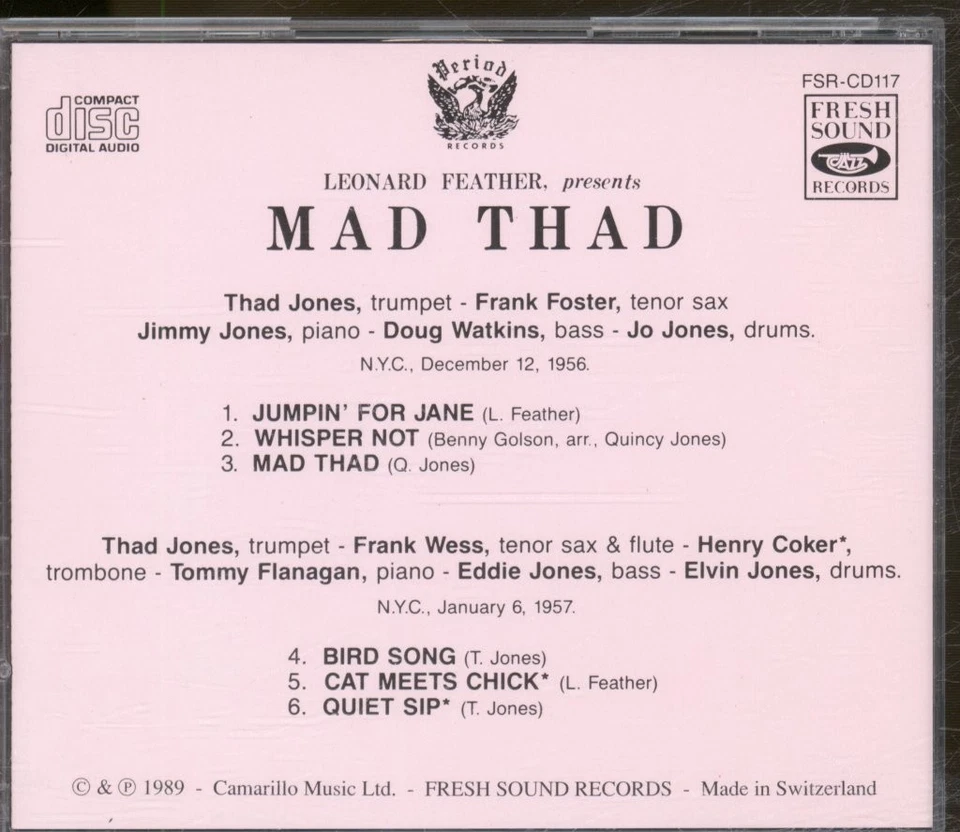 Period
RECORDS
COMPACT
disc
DIGITAL AUDIO
FSR-CD117
FRESH
SOUND
JAZZ
RECORDS
LEONARD FEATHER, presents
MAD THAD
Thad Jones, trumpet - Frank Foster, tenor sax
Jimmy Jones, piano - Doug Watkins, bass - Jo Jones, drums.
N.Y.C., December 12, 1956.
1. JUMPIN' FOR JANE (L. Feather)
2. WHISPER NOT (Benny Golson, arr., Quincy Jones)
3. MAD THAD (Q. Jones)
Thad Jones, trumpet - Frank Wess, tenor sax & flute - Henry Coker*,
trombone - Tommy Flanagan, piano - Eddie Jones, bass - Elvin Jones, drums.
N.Y.C., January 6, 1957.
4. BIRD SONG (T. Jones)
5. CAT MEETS CHICK* (L. Feather)
6. QUIET SIP* (T. Jones)
© & ℗ 1989 - Camarillo Music Ltd. - FRESH SOUND RECORDS - Made in Switzerland